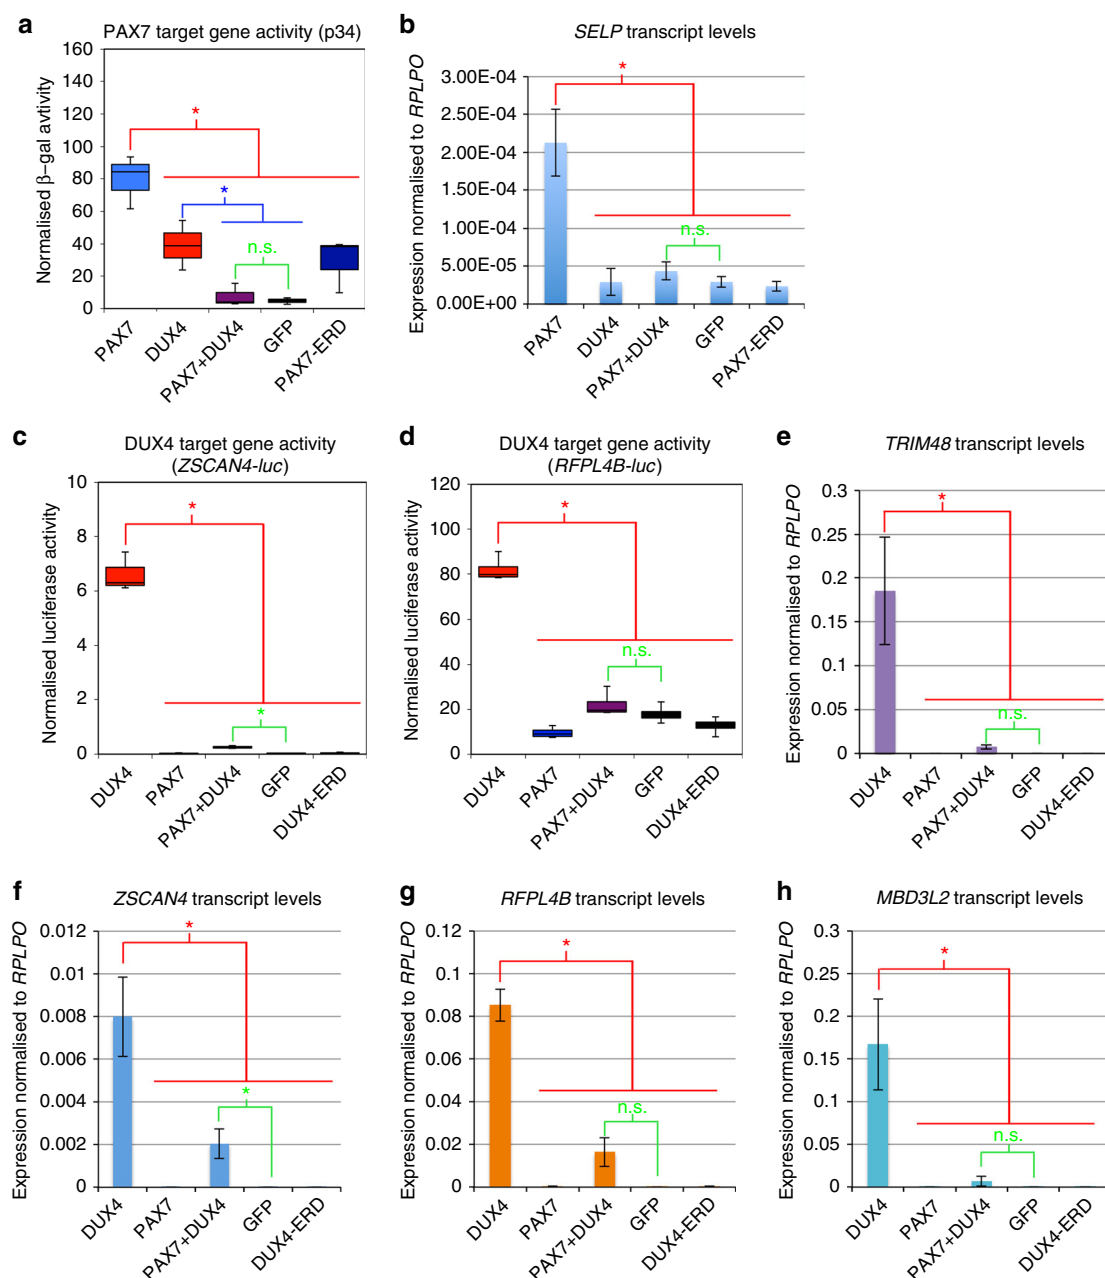 a
PAX7 target gene activity (p34)
Normalised β–gal avtivity
160
140
120
100
80
60
40
20
0
*
*
n.s.
PAX7
DUX4
PAX7+DUX4
GFP
PAX7-ERD
b
SELP transcript levels
Expression normalised to RPLPO
3.00E-04
2.50E-04
2.00E-04
1.50E-04
1.00E-04
5.00E-05
0.00E+00
*
n.s.
PAX7
DUX4
PAX7+DUX4
GFP
PAX7-ERD
c
DUX4 target gene activity
(ZSCAN4-luc)
Normalised luciferase activity
10
8
6
4
2
0
*
*
DUX4
PAX7
PAX7+DUX4
GFP
DUX4-ERD
d
DUX4 target gene activity
(RFPL4B-luc)
Normalised luciferase activity
120
100
80
60
40
20
0
*
n.s.
DUX4
PAX7
PAX7+DUX4
GFP
DUX4-ERD
e
TRIM48 transcript levels
Expression normalised to RPLPO
0.3
0.25
0.2
0.15
0.1
0.05
0
*
n.s.
DUX4
PAX7
PAX7+DUX4
GFP
DUX4-ERD
f
ZSCAN4 transcript levels
Expression normalised to RPLPO
0.012
0.01
0.008
0.006
0.004
0.002
0
*
*
DUX4
PAX7
PAX7+DUX4
GFP
DUX4-ERD
g
RFPL4B transcript levels
Expression normalised to RPLPO
0.12
0.1
0.08
0.06
0.04
0.02
0
*
n.s.
DUX4
PAX7
PAX7+DUX4
GFP
DUX4-ERD
h
MBD3L2 transcript levels
Expression normalised to RPLPO
0.3
0.25
0.2
0.15
0.1
0.05
0
*
n.s.
DUX4
PAX7
PAX7+DUX4
GFP
DUX4-ERD